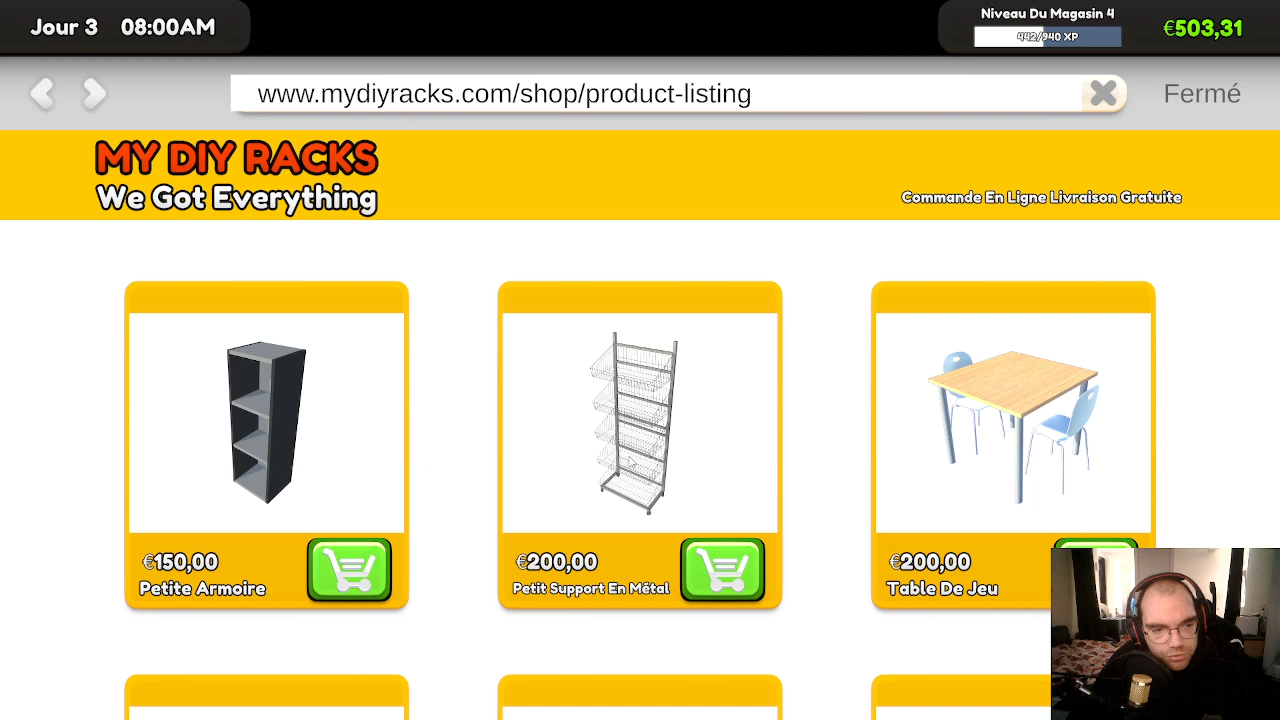 Jour 3 08:00AM
Niveau Du Magasin 4
442/940 XP
€503,31
www.mydiyracks.com/shop/product-listing
Fermé
MY DIY RACKS
We Got Everything
Commande En Ligne Livraison Gratuite
€150,00
Petite Armoire
€200,00
Petit Support En Métal
€200,00
Table De Jeu